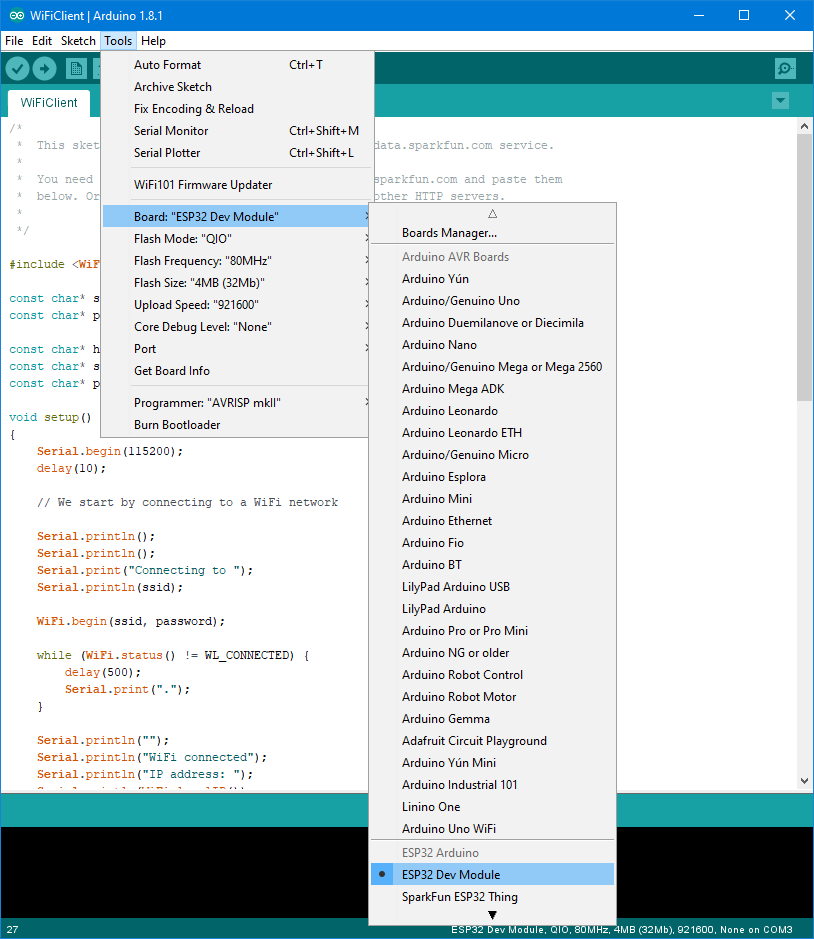 WiFiClient | Arduino 1.8.1
File Edit Sketch Tools Help
WiFiClient
Auto Format Ctrl+T
Archive Sketch
Fix Encoding & Reload
Serial Monitor Ctrl+Shift+M
Serial Plotter Ctrl+Shift+L
WiFi101 Firmware Updater
Board: "ESP32 Dev Module"
Flash Mode: "QIO"
Flash Frequency: "80MHz"
Flash Size: "4MB (32Mb)"
Upload Speed: "921600"
Core Debug Level: "None"
Port
Get Board Info
Programmer: "AVRISP mkII"
Burn Bootloader
Boards Manager...
Arduino AVR Boards
Arduino Yún
Arduino/Genuino Uno
Arduino Duemilanove or Diecimila
Arduino Nano
Arduino/Genuino Mega or Mega 2560
Arduino Mega ADK
Arduino Leonardo
Arduino Leonardo ETH
Arduino/Genuino Micro
Arduino Esplora
Arduino Mini
Arduino Ethernet
Arduino Fio
Arduino BT
LilyPad Arduino USB
LilyPad Arduino
Arduino Pro or Pro Mini
Arduino NG or older
Arduino Robot Control
Arduino Robot Motor
Arduino Gemma
Adafruit Circuit Playground
Arduino Yún Mini
Arduino Industrial 101
Linino One
Arduino Uno WiFi
ESP32 Arduino
ESP32 Dev Module
SparkFun ESP32 Thing
/*
* This sket data.sparkfun.com service.
*
* You need sparkfun.com and paste them
* below. Or other HTTP servers.
*
*/
#include <WiF
const char* s
const char* p
const char* h
const char* s
const char* p
void setup()
{
Serial.begin(115200);
delay(10);
// We start by connecting to a WiFi network
Serial.println();
Serial.println();
Serial.print("Connecting to ");
Serial.println(ssid);
WiFi.begin(ssid, password);
while (WiFi.status() != WL_CONNECTED) {
delay(500);
Serial.print(".");
}
Serial.println("");
Serial.println("WiFi connected");
Serial.println("IP address: ");
27 ESP32 Dev Module, QIO, 80MHz, 4MB (32Mb), 921600, None on COM3